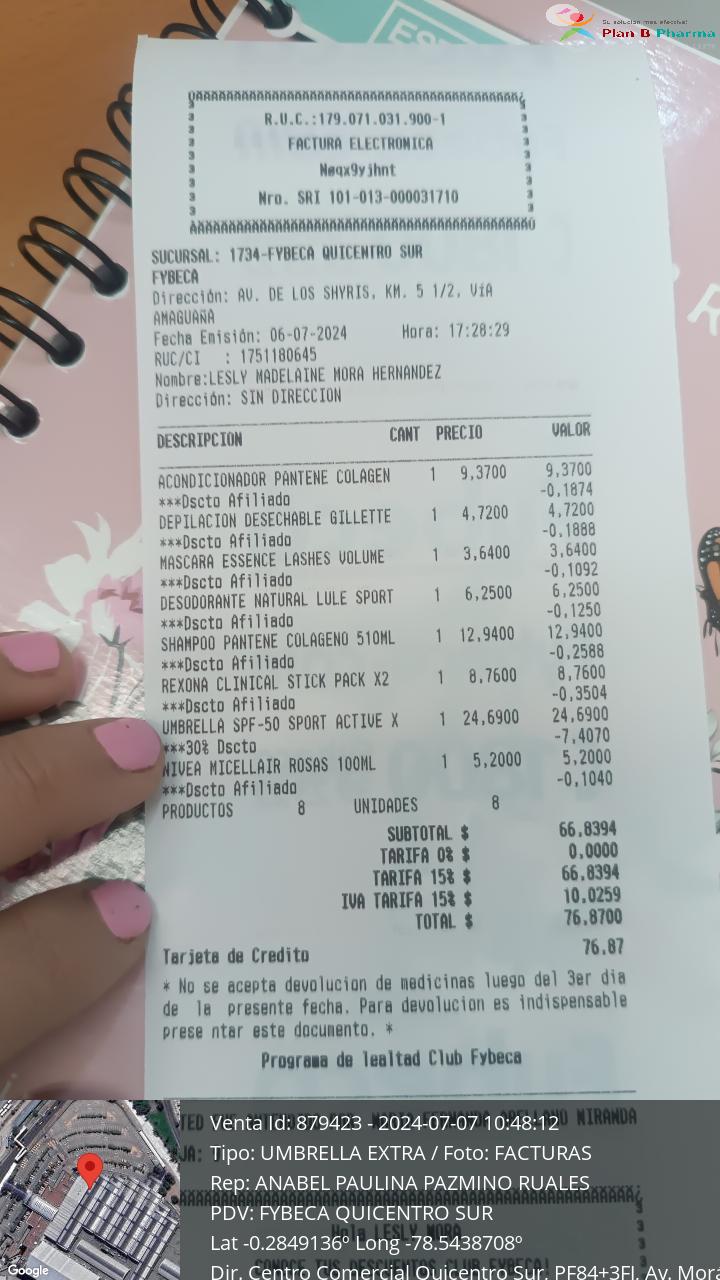 Su solución más efectiva!
Plan B Pharma
R.U.C.:179.071.031.900-1
FACTURA ELECTRONICA
Nøqx9yjhnt
Nro. SRI 101-013-000031710
SUCURSAL: 1734-FYBECA QUICENTRO SUR
FYBECA
Dirección: AV. DE LOS SHYRIS, KM. 5 1/2, VíA
AMAGUAÑA
Fecha Emisión: 06-07-2024 Hora: 17:28:29
RUC/CI : 1751180645
Nombre:LESLY MADELAINE MORA HERNANDEZ
Dirección: SIN DIRECCION
DESCRIPCION CANT PRECIO VALOR
ACONDICIONADOR PANTENE COLAGEN 1 9,3700 9,3700
***Dscto Afiliado -0,1874
DEPILACION DESECHABLE GILLETTE 1 4,7200 4,7200
***Dscto Afiliado -0,1888
MASCARA ESSENCE LASHES VOLUME 1 3,6400 3,6400
***Dscto Afiliado -0,1092
DESODORANTE NATURAL LULE SPORT 1 6,2500 6,2500
***Dscto Afiliado -0,1250
SHAMPOO PANTENE COLAGENO 510ML 1 12,9400 12,9400
***Dscto Afiliado -0,2588
REXONA CLINICAL STICK PACK X2 1 8,7600 8,7600
***Dscto Afiliado -0,3504
UMBRELLA SPF-50 SPORT ACTIVE X 1 24,6900 24,6900
***30% Dscto -7,4070
NIVEA MICELLAIR ROSAS 100ML 1 5,2000 5,2000
***Dscto Afiliado -0,1040
PRODUCTOS 8 UNIDADES 8
SUBTOTAL $ 66,8394
TARIFA 0% $ 0,0000
TARIFA 15% $ 66,8394
IVA TARIFA 15% $ 10,0259
TOTAL $ 76,8700
Tarjeta de Credito 76,87
* No se acepta devolucion de medicinas luego del 3er dia
de la presente fecha. Para devolucion es indispensable
prese ntar este documento. *
Programa de lealtad Club Fybeca
MIRANDA
Venta Id: 879423 - 2024-07-07 10:48:12
Tipo: UMBRELLA EXTRA / Foto: FACTURAS
Rep: ANABEL PAULINA PAZMINO RUALES
PDV: FYBECA QUICENTRO SUR
Hola LESLY MORA
Lat -0.2849136º Long -78.5438708º
Dir. Centro Comercial Quicentro Sur, PF84+3FJ, Av. Mora
Google